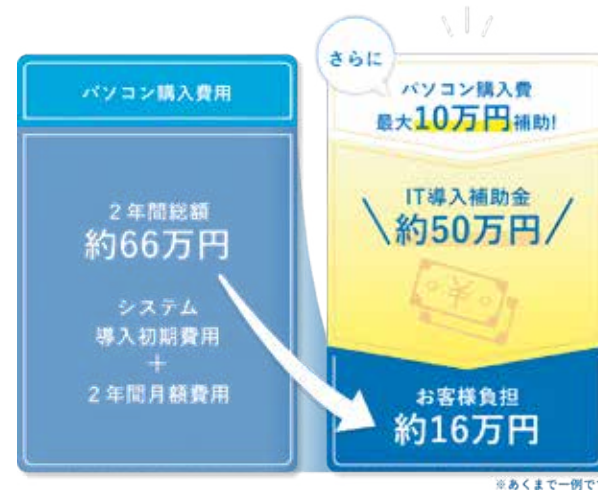 パソコン購入費用
2年間総額
約66万円
システム
導入初期費用
+
2年間月額費用
さらに
パソコン購入費
最大10万円補助!
IT導入補助金
約50万円
¥
お客様負担
約16万円
※あくまで一例で